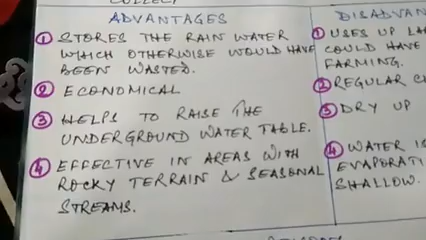 ADVANTAGES
① STORES THE RAIN WATER
WHICH OTHERWISE WOULD HAVE
BEEN WASTED.
② ECONOMICAL
③ HELPS TO RAISE THE
UNDERGROUND WATER TABLE.
④ EFFECTIVE IN AREAS WITH
ROCKY TERRAIN & SEASONAL
STREAMS.
DISADVAN
① USES UP LA
COULD HAVE
FARMING.
② REGULAR C
③ DRY UP
④ WATER IS
EVAPORATI
SHALLOW.